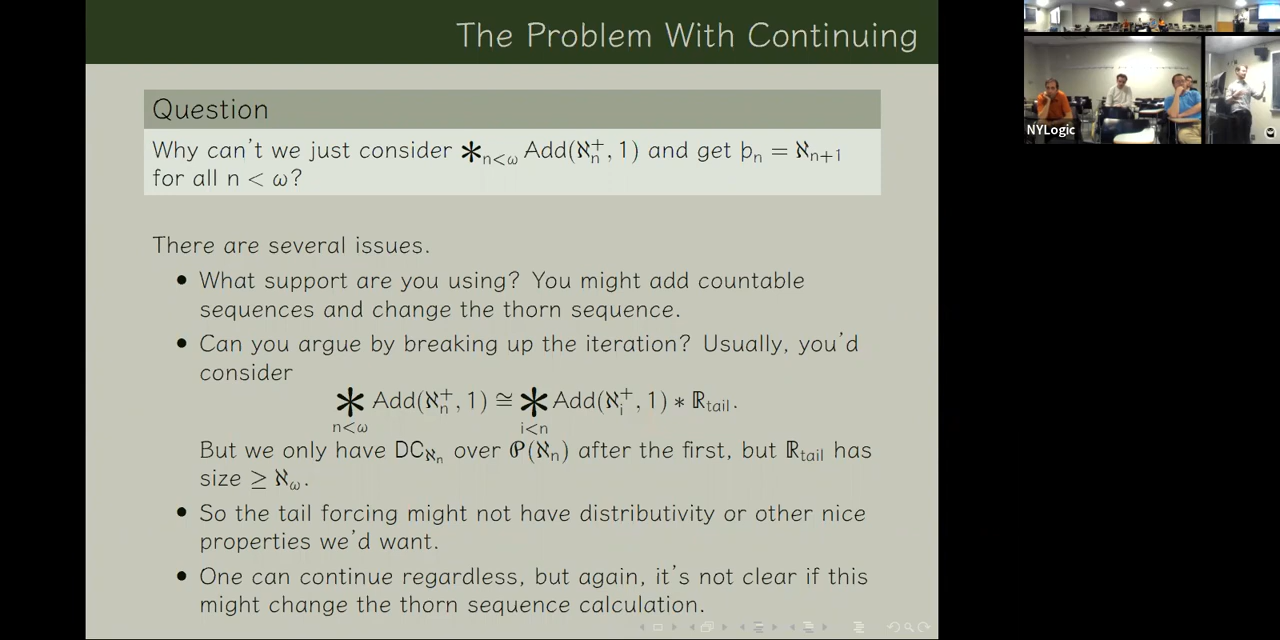 The Problem With Continuing
Question
Why can't we just consider ∗ₙ<ω Add(ℵₙ⁺, 1) and get þₙ = ℵₙ₊₁
for all n < ω?
There are several issues.
• What support are you using? You might add countable
sequences and change the thorn sequence.
• Can you argue by breaking up the iteration? Usually, you'd
consider
∗ Add(ℵₙ⁺, 1) ≅ ∗ Add(ℵᵢ⁺, 1) ∗ ℝtail.
n<ω i<n
But we only have DC_ℵₙ over 𝒫(ℵₙ) after the first, but ℝtail has
size ≥ ℵω.
• So the tail forcing might not have distributivity or other nice
properties we'd want.
• One can continue regardless, but again, it's not clear if this
might change the thorn sequence calculation.
NYLogic